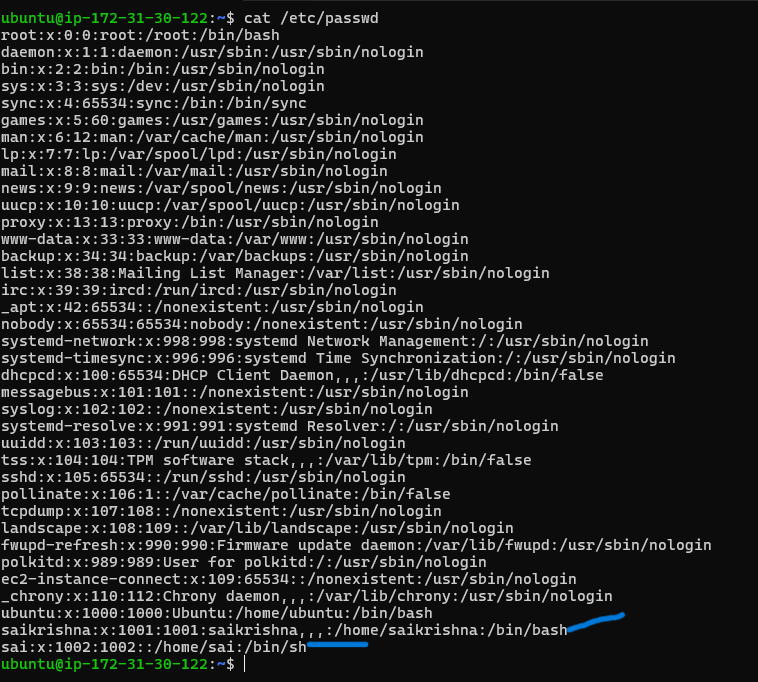 ubuntu@ip-172-31-30-122:~$ cat /etc/passwd
root:x:0:0:root:/root:/bin/bash
daemon:x:1:1:daemon:/usr/sbin:/usr/sbin/nologin
bin:x:2:2:bin:/bin:/usr/sbin/nologin
sys:x:3:3:sys:/dev:/usr/sbin/nologin
sync:x:4:65534:sync:/bin:/bin/sync
games:x:5:60:games:/usr/games:/usr/sbin/nologin
man:x:6:12:man:/var/cache/man:/usr/sbin/nologin
lp:x:7:7:lp:/var/spool/lpd:/usr/sbin/nologin
mail:x:8:8:mail:/var/mail:/usr/sbin/nologin
news:x:9:9:news:/var/spool/news:/usr/sbin/nologin
uucp:x:10:10:uucp:/var/spool/uucp:/usr/sbin/nologin
proxy:x:13:13:proxy:/bin:/usr/sbin/nologin
www-data:x:33:33:www-data:/var/www:/usr/sbin/nologin
backup:x:34:34:backup:/var/backups:/usr/sbin/nologin
list:x:38:38:Mailing List Manager:/var/list:/usr/sbin/nologin
irc:x:39:39:ircd:/run/ircd:/usr/sbin/nologin
_apt:x:42:65534::/nonexistent:/usr/sbin/nologin
nobody:x:65534:65534:nobody:/nonexistent:/usr/sbin/nologin
systemd-network:x:998:998:systemd Network Management:/:/usr/sbin/nologin
systemd-timesync:x:996:996:systemd Time Synchronization:/:/usr/sbin/nologin
dhcpcd:x:100:65534:DHCP Client Daemon,,,:/usr/lib/dhcpcd:/bin/false
messagebus:x:101:101::/nonexistent:/usr/sbin/nologin
syslog:x:102:102::/nonexistent:/usr/sbin/nologin
systemd-resolve:x:991:991:systemd Resolver:/:/usr/sbin/nologin
uuidd:x:103:103::/run/uuidd:/usr/sbin/nologin
tss:x:104:104:TPM software stack,,,:/var/lib/tpm:/bin/false
sshd:x:105:65534::/run/sshd:/usr/sbin/nologin
pollinate:x:106:1::/var/cache/pollinate:/bin/false
tcpdump:x:107:108::/nonexistent:/usr/sbin/nologin
landscape:x:108:109::/var/lib/landscape:/usr/sbin/nologin
fwupd-refresh:x:990:990:Firmware update daemon:/var/lib/fwupd:/usr/sbin/nologin
polkitd:x:989:989:User for polkitd:/:/usr/sbin/nologin
ec2-instance-connect:x:109:65534::/nonexistent:/usr/sbin/nologin
_chrony:x:110:112:Chrony daemon,,,:/var/lib/chrony:/usr/sbin/nologin
ubuntu:x:1000:1000:Ubuntu:/home/ubuntu:/bin/bash
saikrishna:x:1001:1001:saikrishna,,,:/home/saikrishna:/bin/bash
sai:x:1002:1002::/home/sai:/bin/sh
ubuntu@ip-172-31-30-122:~$